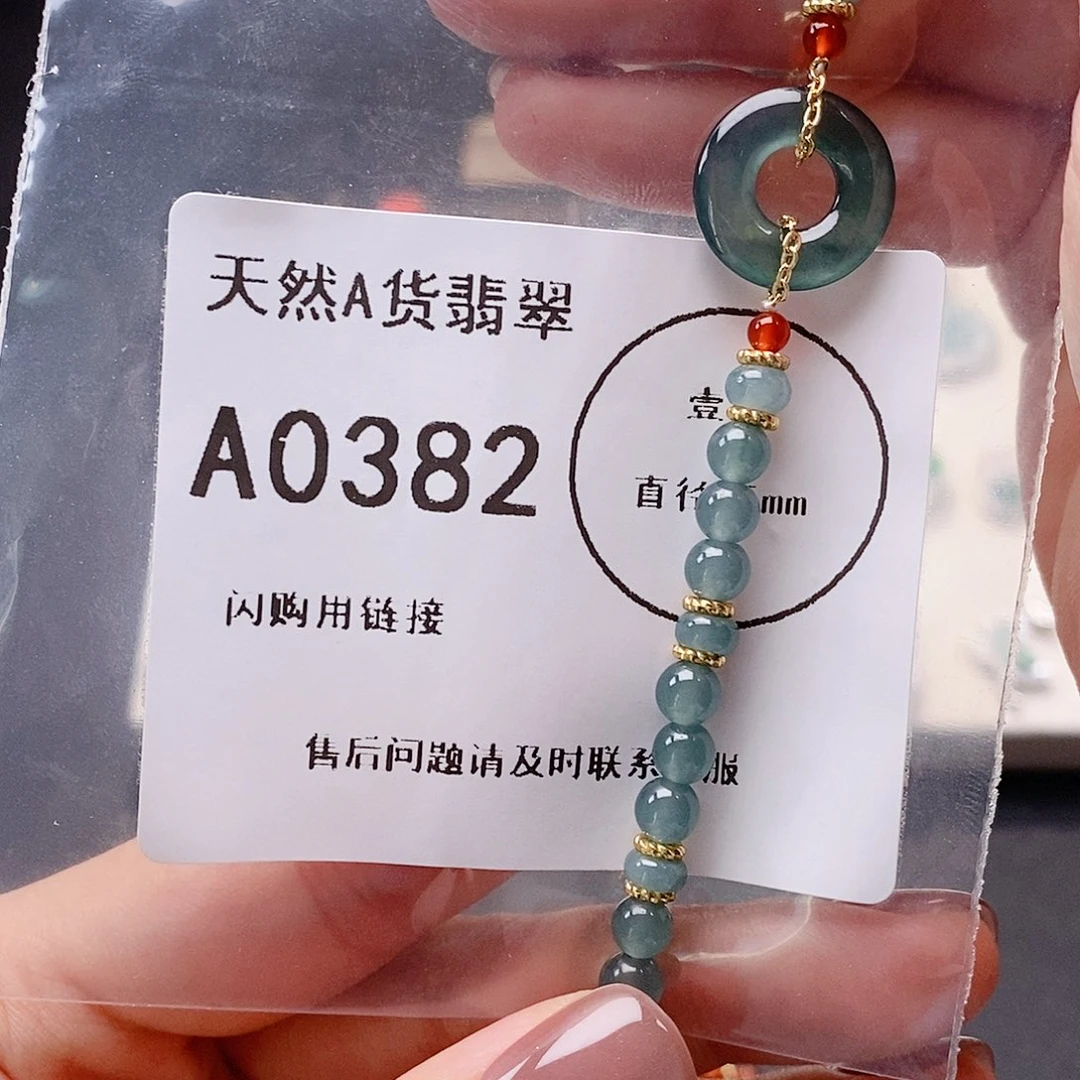 天然A货翡翠
A0382
壹
直径 mm
闪购用链接
售后问题请及时联系 服